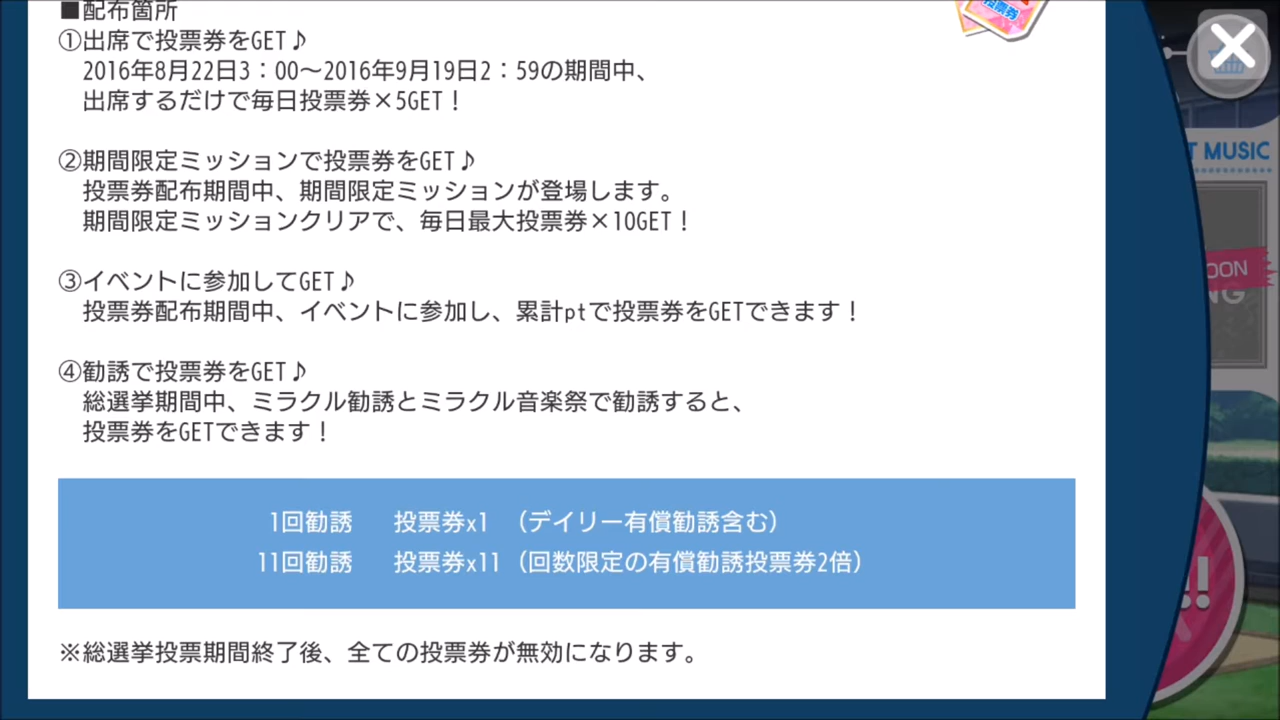 ■配布箇所
①出席で投票券をGET♪
2016年8月22日3：00～2016年9月19日2：59の期間中、
出席するだけで毎日投票券×5GET！
②期間限定ミッションで投票券をGET♪
投票券配布期間中、期間限定ミッションが登場します。
期間限定ミッションクリアで、毎日最大投票券×10GET！
③イベントに参加してGET♪
投票券配布期間中、イベントに参加し、累計ptで投票券をGETできます！
④勧誘で投票券をGET♪
総選挙期間中、ミラクル勧誘とミラクル音楽祭で勧誘すると、
投票券をGETできます！
1回勧誘 投票券x1 （デイリー有償勧誘含む）
11回勧誘 投票券x11（回数限定の有償勧誘投票券2倍）
※総選挙投票期間終了後、全ての投票券が無効になります。
投票券
T MUSIC
OON
NG
!!